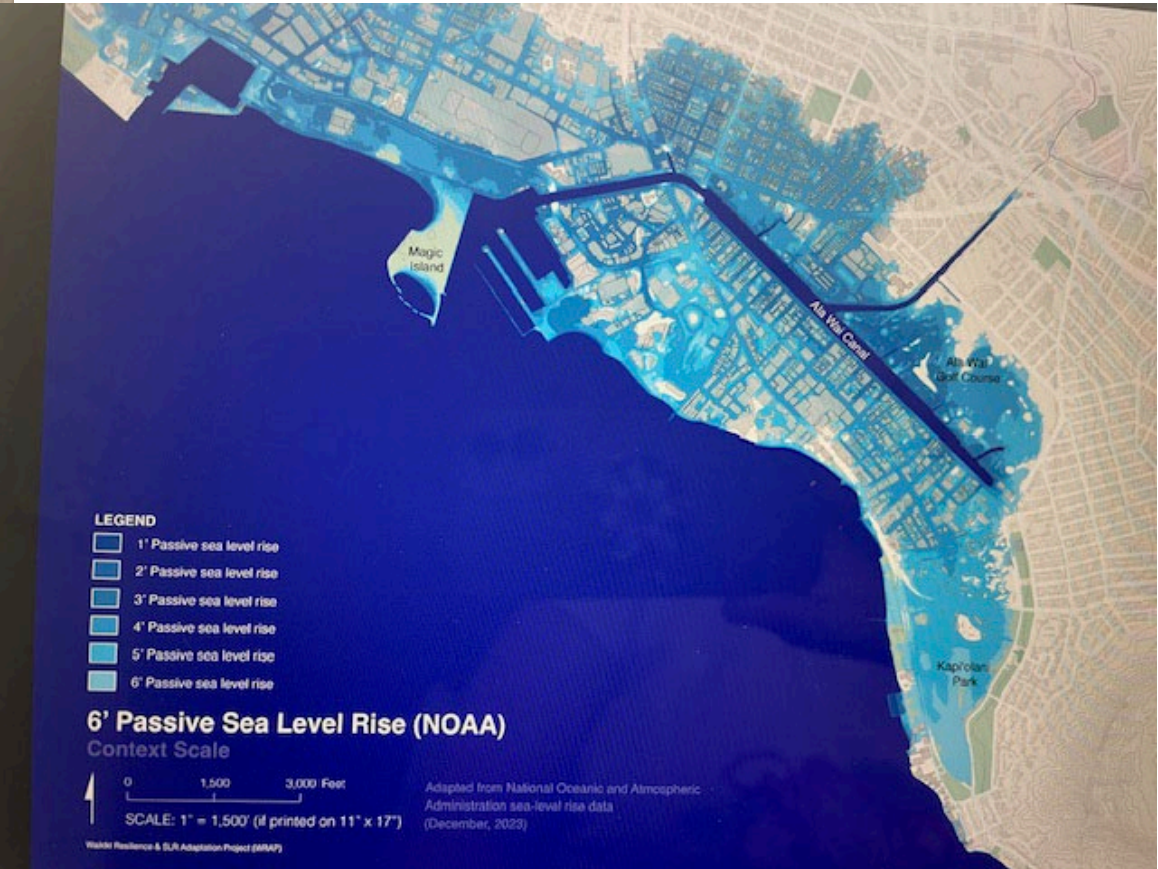 Magic
Island
Ala Wai Canal
Ala Wai
Golf Course
Kapi'olani
Park
LEGEND
1' Passive sea level rise
2' Passive sea level rise
3' Passive sea level rise
4' Passive sea level rise
5' Passive sea level rise
6' Passive sea level rise
6' Passive Sea Level Rise (NOAA)
Context Scale
0 1,500 3,000 Feet
SCALE: 1" = 1,500' (if printed on 11" x 17")
Adapted from National Oceanic and Atmospheric
Administration sea-level rise data
(December, 2023)
Waikiki Resilience & SLR Adaptation Project (WRAP)